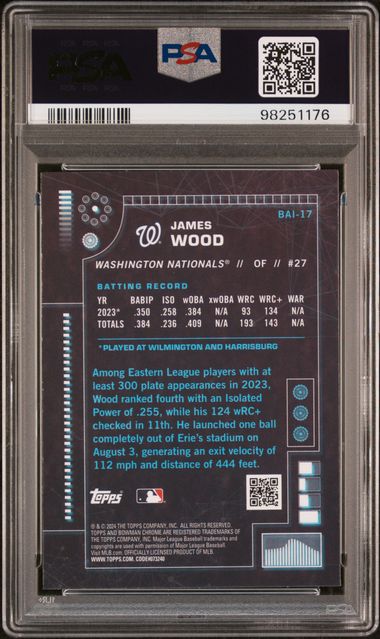 PSA
PSA
98251176
BAI-17
W JAMES
WOOD
WASHINGTON NATIONALS® // OF // #27
BATTING RECORD
YR BABIP ISO wOBA xwOBA WRC WRC+ WAR
2023* .350 .258 .384 N/A 93 134 N/A
TOTALS .384 .236 .409 N/A 193 143 N/A
*PLAYED AT WILMINGTON AND HARRISBURG
Among Eastern League players with at
least 300 plate appearances in 2023,
Wood ranked fourth with an Isolated
Power of .255, while his 124 wRC+
checked in 11th. He launched one ball
completely out of Erie's stadium on
August 3, generating an exit velocity of
112 mph and distance of 444 feet.
Topps
® & © 2024 THE TOPPS COMPANY, INC. ALL RIGHTS RESERVED.
TOPPS AND BOWMAN CHROME ARE REGISTERED TRADEMARKS OF
THE TOPPS COMPANY, INC. Major League Baseball trademarks and
copyrights are used with permission of Major League Baseball.
Visit MLB.com. OFFICIALLY LICENSED PRODUCT OF MLB.
WWW.TOPPS.COM. CODE#073240